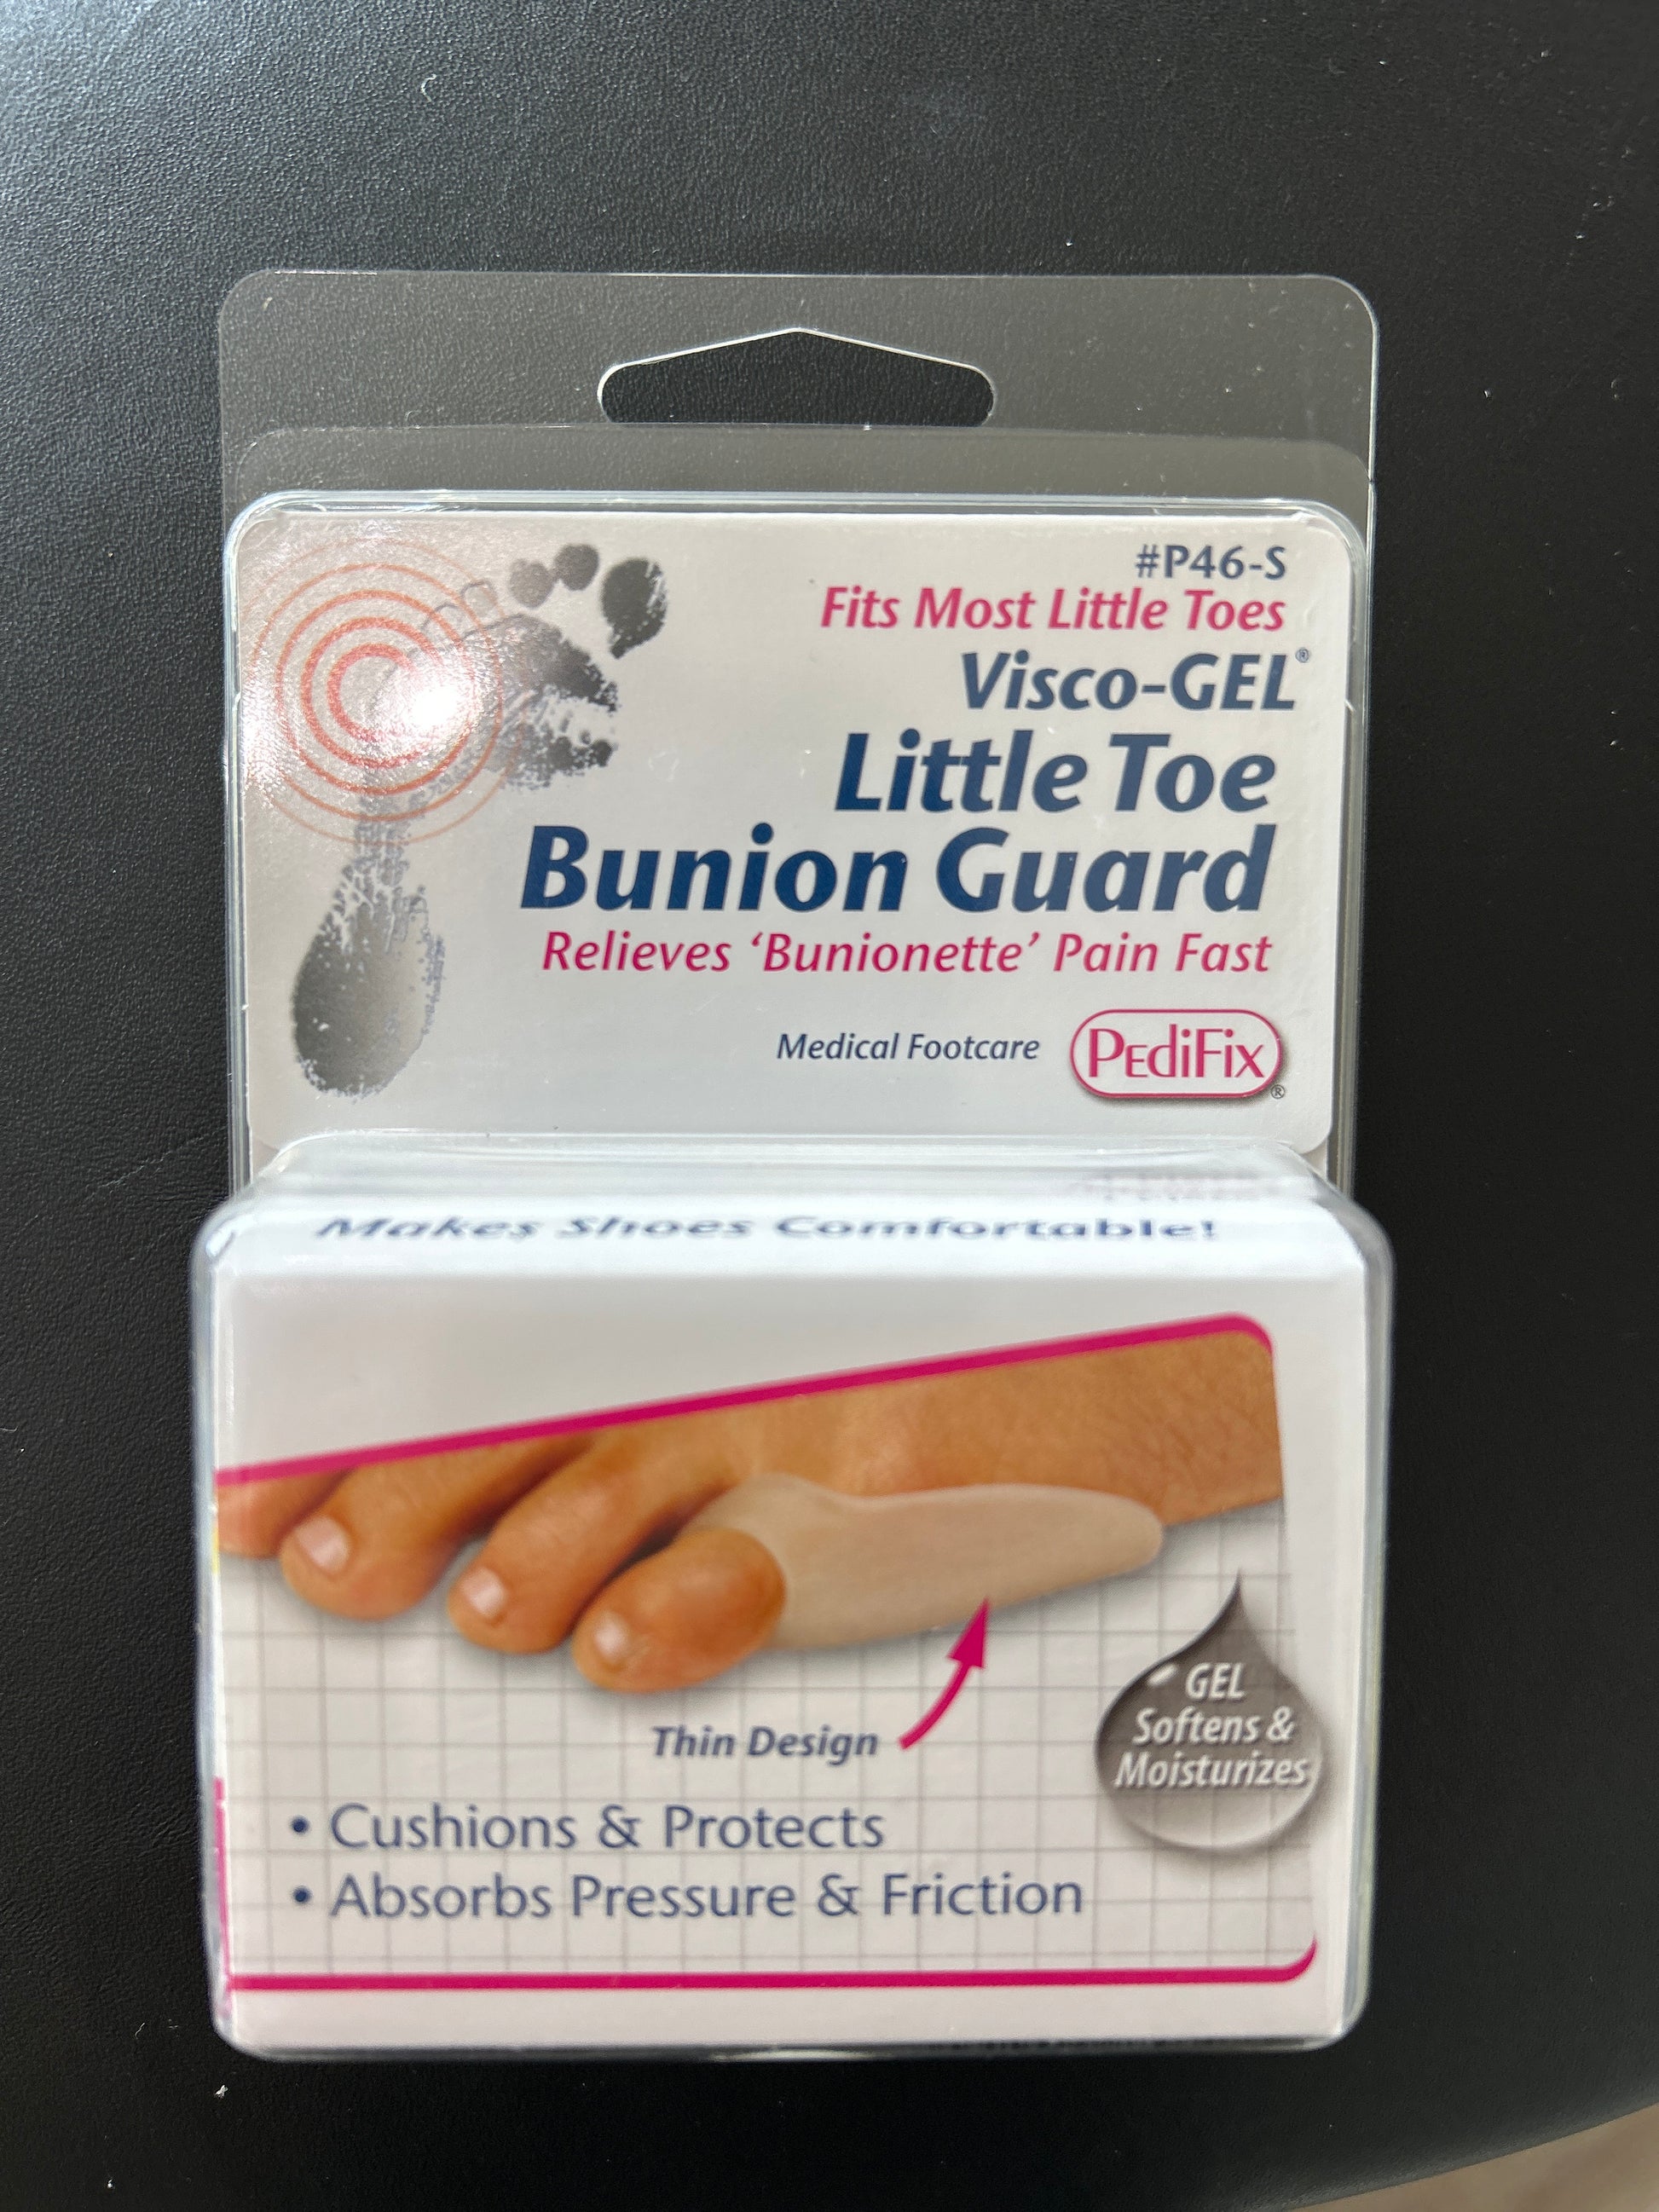 #P46-S
Fits Most Little Toes
Visco-GEL®
Little Toe
Bunion Guard
Relieves ‘Bunionette’ Pain Fast
Medical Footcare PediFix®
Makes Shoes Comfortable!
Thin Design
GEL
Softens &
Moisturizes
• Cushions & Protects
• Absorbs Pressure & Friction